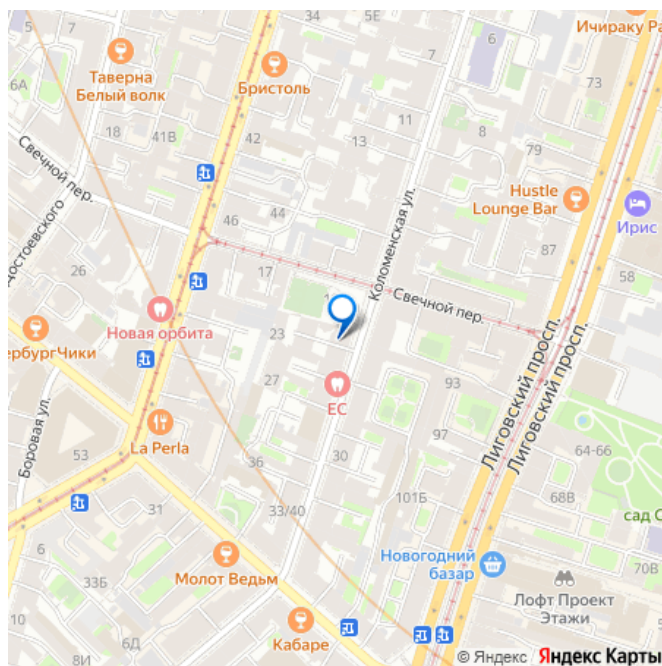 34
5Е
6
Ичираку Ра
Таверна
Белый волк
Бристоль
7
11
73
18
41В
42
13
8
79
Свечной пер.
Hustle
Lounge Bar
Ирис
Достоевского
46
44
Коломенская ул.
87
58
26
17
Свечной пер.
Новая орбита
23
ербургЧики
27
ЕС
93
Лиговский просп.
Лиговский просп.
Боровая ул.
La Perla
97
53
36
30
64-66
101Б
68В
31
33/40
сад С
6
Новогодний
базар
33Б
Молот Ведьм
70В
Лофт Проект
Этажи
10
Кабаре
8И
6Д
© Яндекс Яндекс Карты